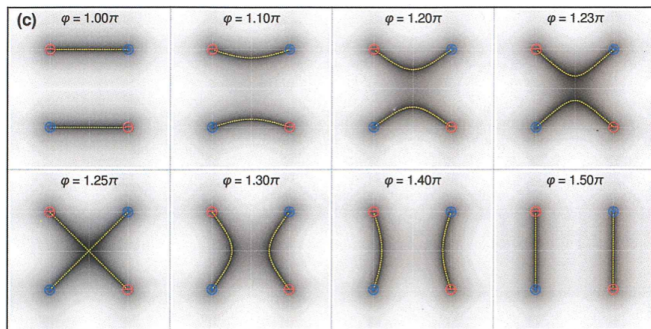 (c)
φ = 1.00π
φ = 1.10π
φ = 1.20π
φ = 1.23π
φ = 1.25π
φ = 1.30π
φ = 1.40π
φ = 1.50π